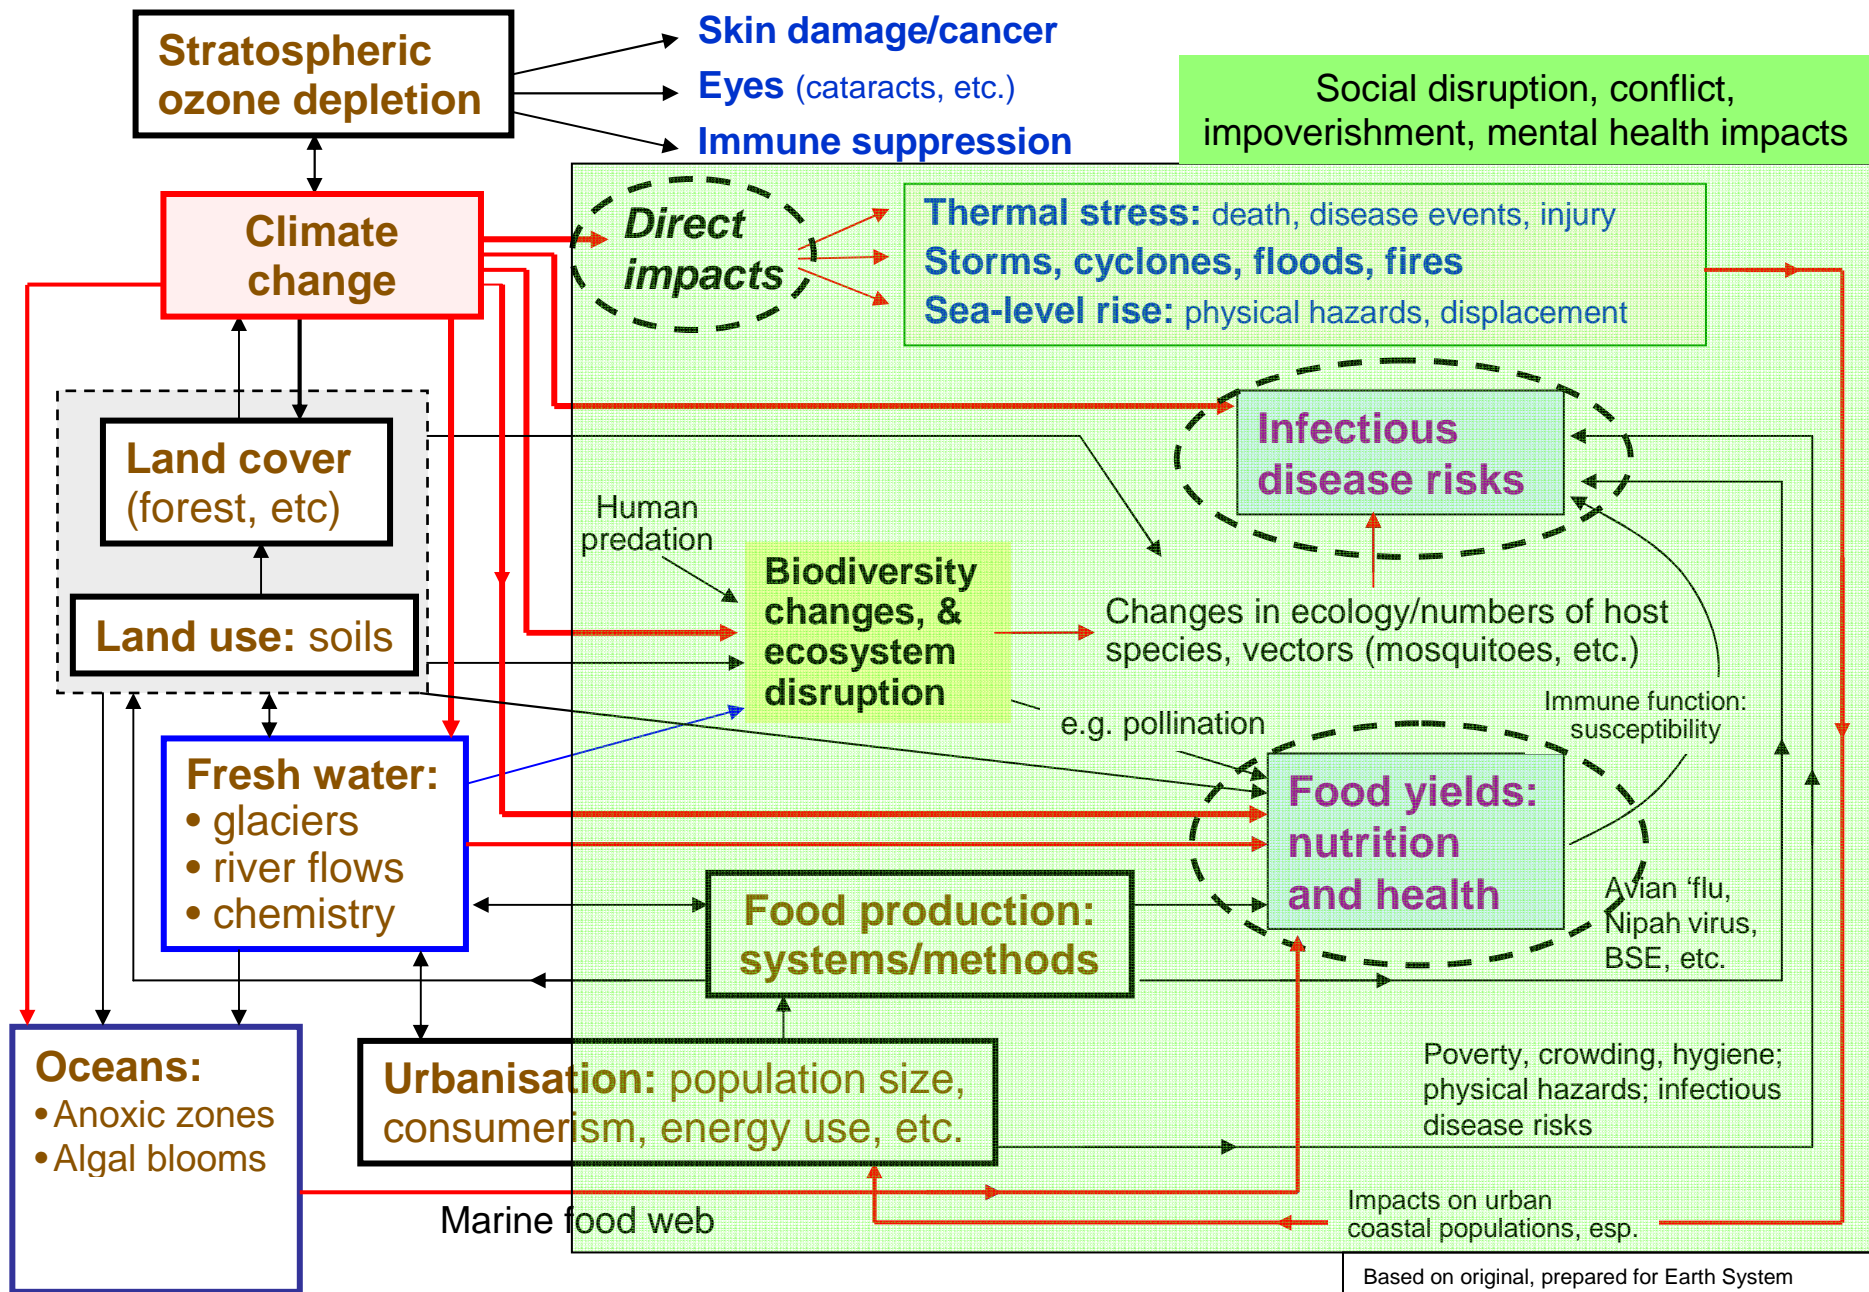 Stratospheric
ozone depletion
Skin damage/cancer
Eyes (cataracts, etc.)
Immune suppression
Social disruption, conflict,
impoverishment, mental health impacts
Climate
change
Direct
impacts
Thermal stress: death, disease events, injury
Storms, cyclones, floods, fires
Sea-level rise: physical hazards, displacement
Land cover
(forest, etc)
Land use: soils
Infectious
disease risks
Human
predation
Biodiversity
changes, &
ecosystem
disruption
Changes in ecology/numbers of host
species, vectors (mosquitoes, etc.)
Immune function:
susceptibility
e.g. pollination
Fresh water:
• glaciers
• river flows
• chemistry
Food yields:
nutrition
and health
Food production:
systems/methods
Avian ‘flu,
Nipah virus,
BSE, etc.
Oceans:
• Anoxic zones
• Algal blooms
Urbanisation: population size,
consumerism, energy use, etc.
Poverty, crowding, hygiene;
physical hazards; infectious
disease risks
Marine food web
Impacts on urban
coastal populations, esp.
Based on original, prepared for Earth System